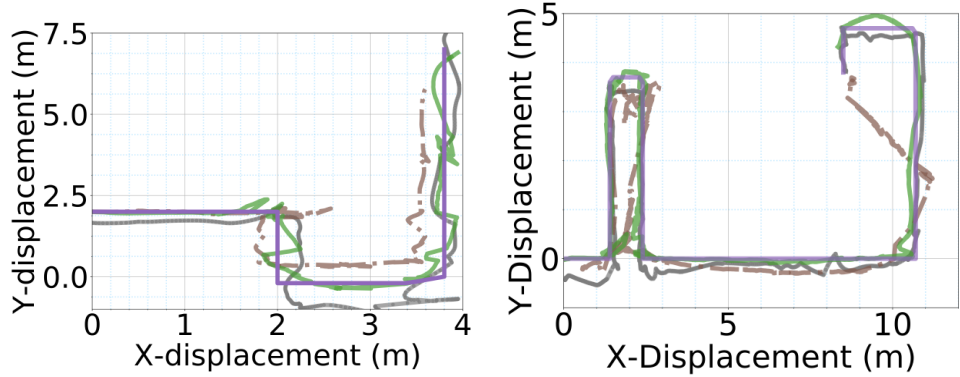 Y-displacement (m)
7.5
5.0
2.5
0.0
0 1 2 3 4
X-displacement (m)
Y-Displacement (m)
5
0
0 5 10
X-Displacement (m)